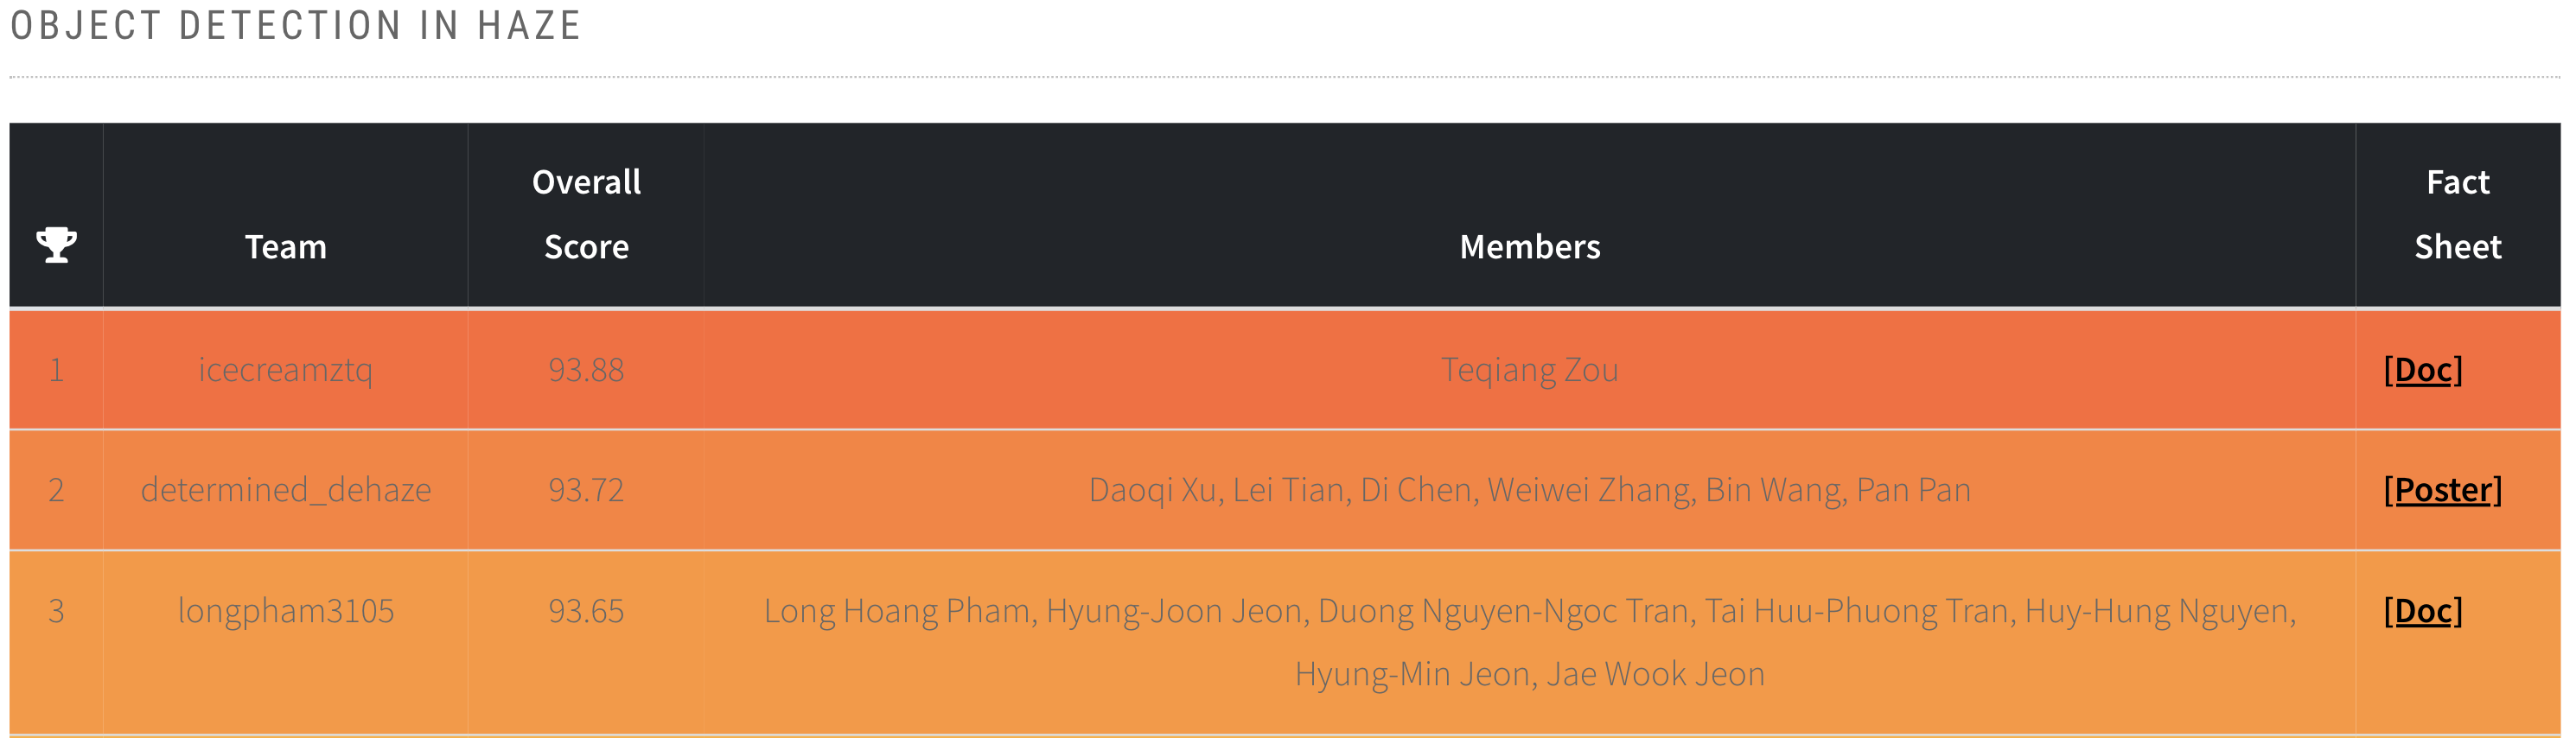 OBJECT DETECTION IN HAZE
Team
Overall
Score
Members
Fact
Sheet
1 icecreamztq 93.88 Teqiang Zou [Doc]
2 determined_dehaze 93.72 Daoqi Xu, Lei Tian, Di Chen, Weiwei Zhang, Bin Wang, Pan Pan [Poster]
3 longpham3105 93.65 Long Hoang Pham, Hyung-Joon Jeon, Duong Nguyen-Ngoc Tran, Tai Huu-Phuong Tran, Huy-Hung Nguyen, [Doc]
Hyung-Min Jeon, Jae Wook Jeon